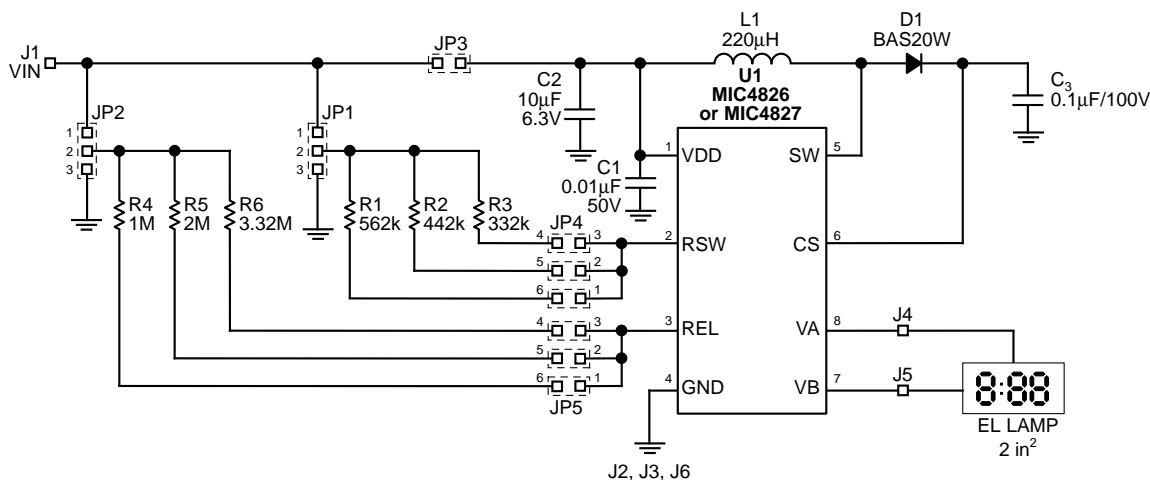 J1
VIN
JP2
1
2
3
JP1
1
2
3
JP3
C2
10µF
6.3V
L1
220µH
U1
MIC4826
or MIC4827
D1
BAS20W
C3
0.1µF/100V
C1
0.01µF
50V
R4
1M
R5
2M
R6
3.32M
R1
562k
R2
442k
R3
332k
JP4
4 3
5 2
6 1
4 3
5 2
6 1
JP5
1 VDD
2 RSW
3 REL
4 GND
SW 5
CS 6
VA 8
VB 7
J4
J5
8:88
EL LAMP
2 in²
J2, J3, J6